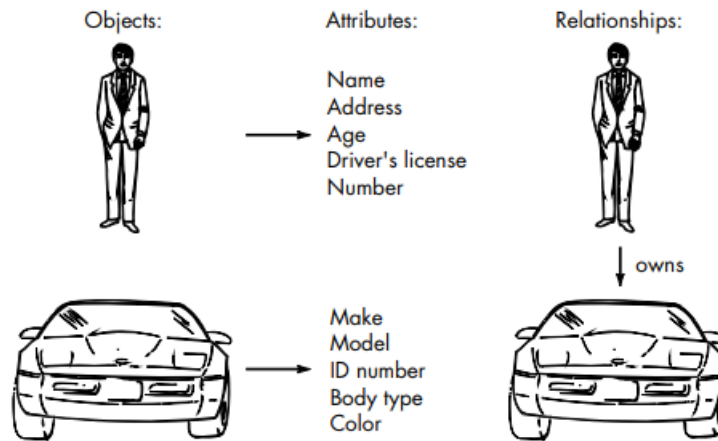 Objects:
Attributes:
Relationships:
Name
Address
Age
Driver's license
Number
owns
Make
Model
ID number
Body type
Color